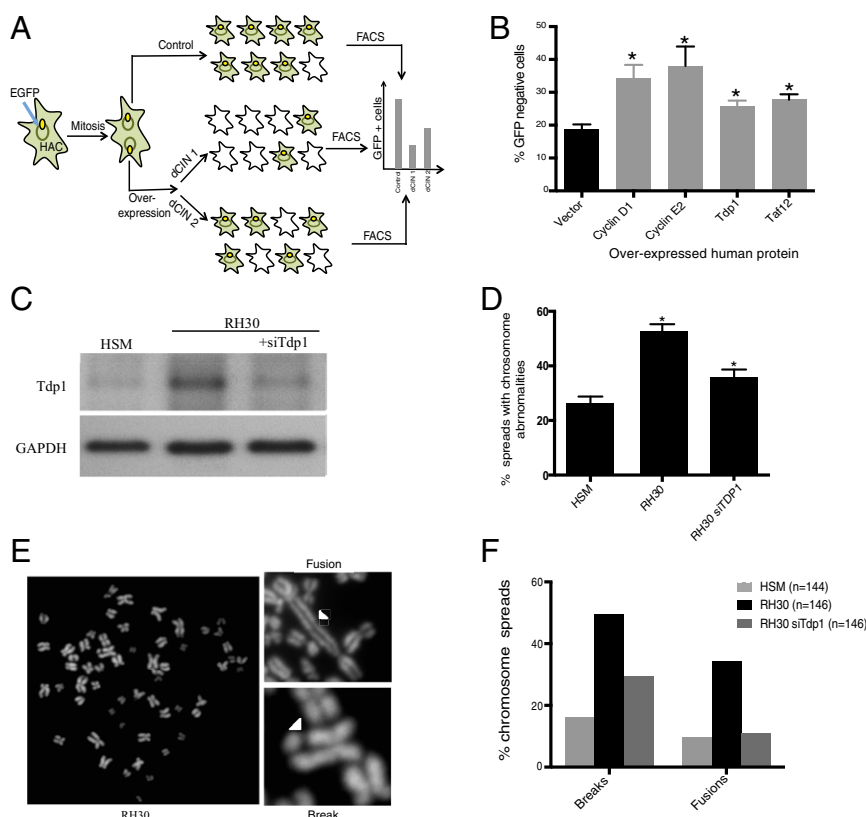 A
Control
FACS
EGFP
HAC
Mitosis
Over-
expression
dCIN 1
dCIN 2
FACS
FACS
GFP + cells
Control
dCIN 1
dCIN 2
B
% GFP negative cells
50
40
30
20
10
0
*
*
*
*
Vector
Cyclin D1
Cyclin E2
Tdp1
Taf12
Over-expressed human protein
C
RH30
HSM
+siTdp1
Tdp1
GAPDH
D
% spreads with chrsomosome
abrnomalities
60
40
20
0
*
*
HSM
RH30
RH30 siTDP1
E
Fusion
RH30
Break
F
% chromosome spreads
60
40
20
0
HSM (n=144)
RH30 (n=146)
RH30 siTdp1 (n=146)
Breaks
Fusions